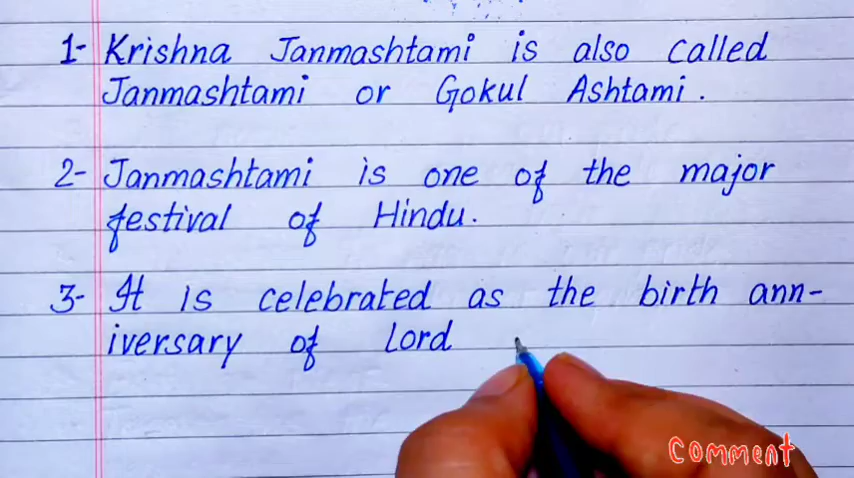 1- Krishna Janmashtami is also called
Janmashtami or Gokul Ashtami.
2- Janmashtami is one of the major
festival of Hindu.
3- It is celebrated as the birth ann-
iversary of Lord
Comment